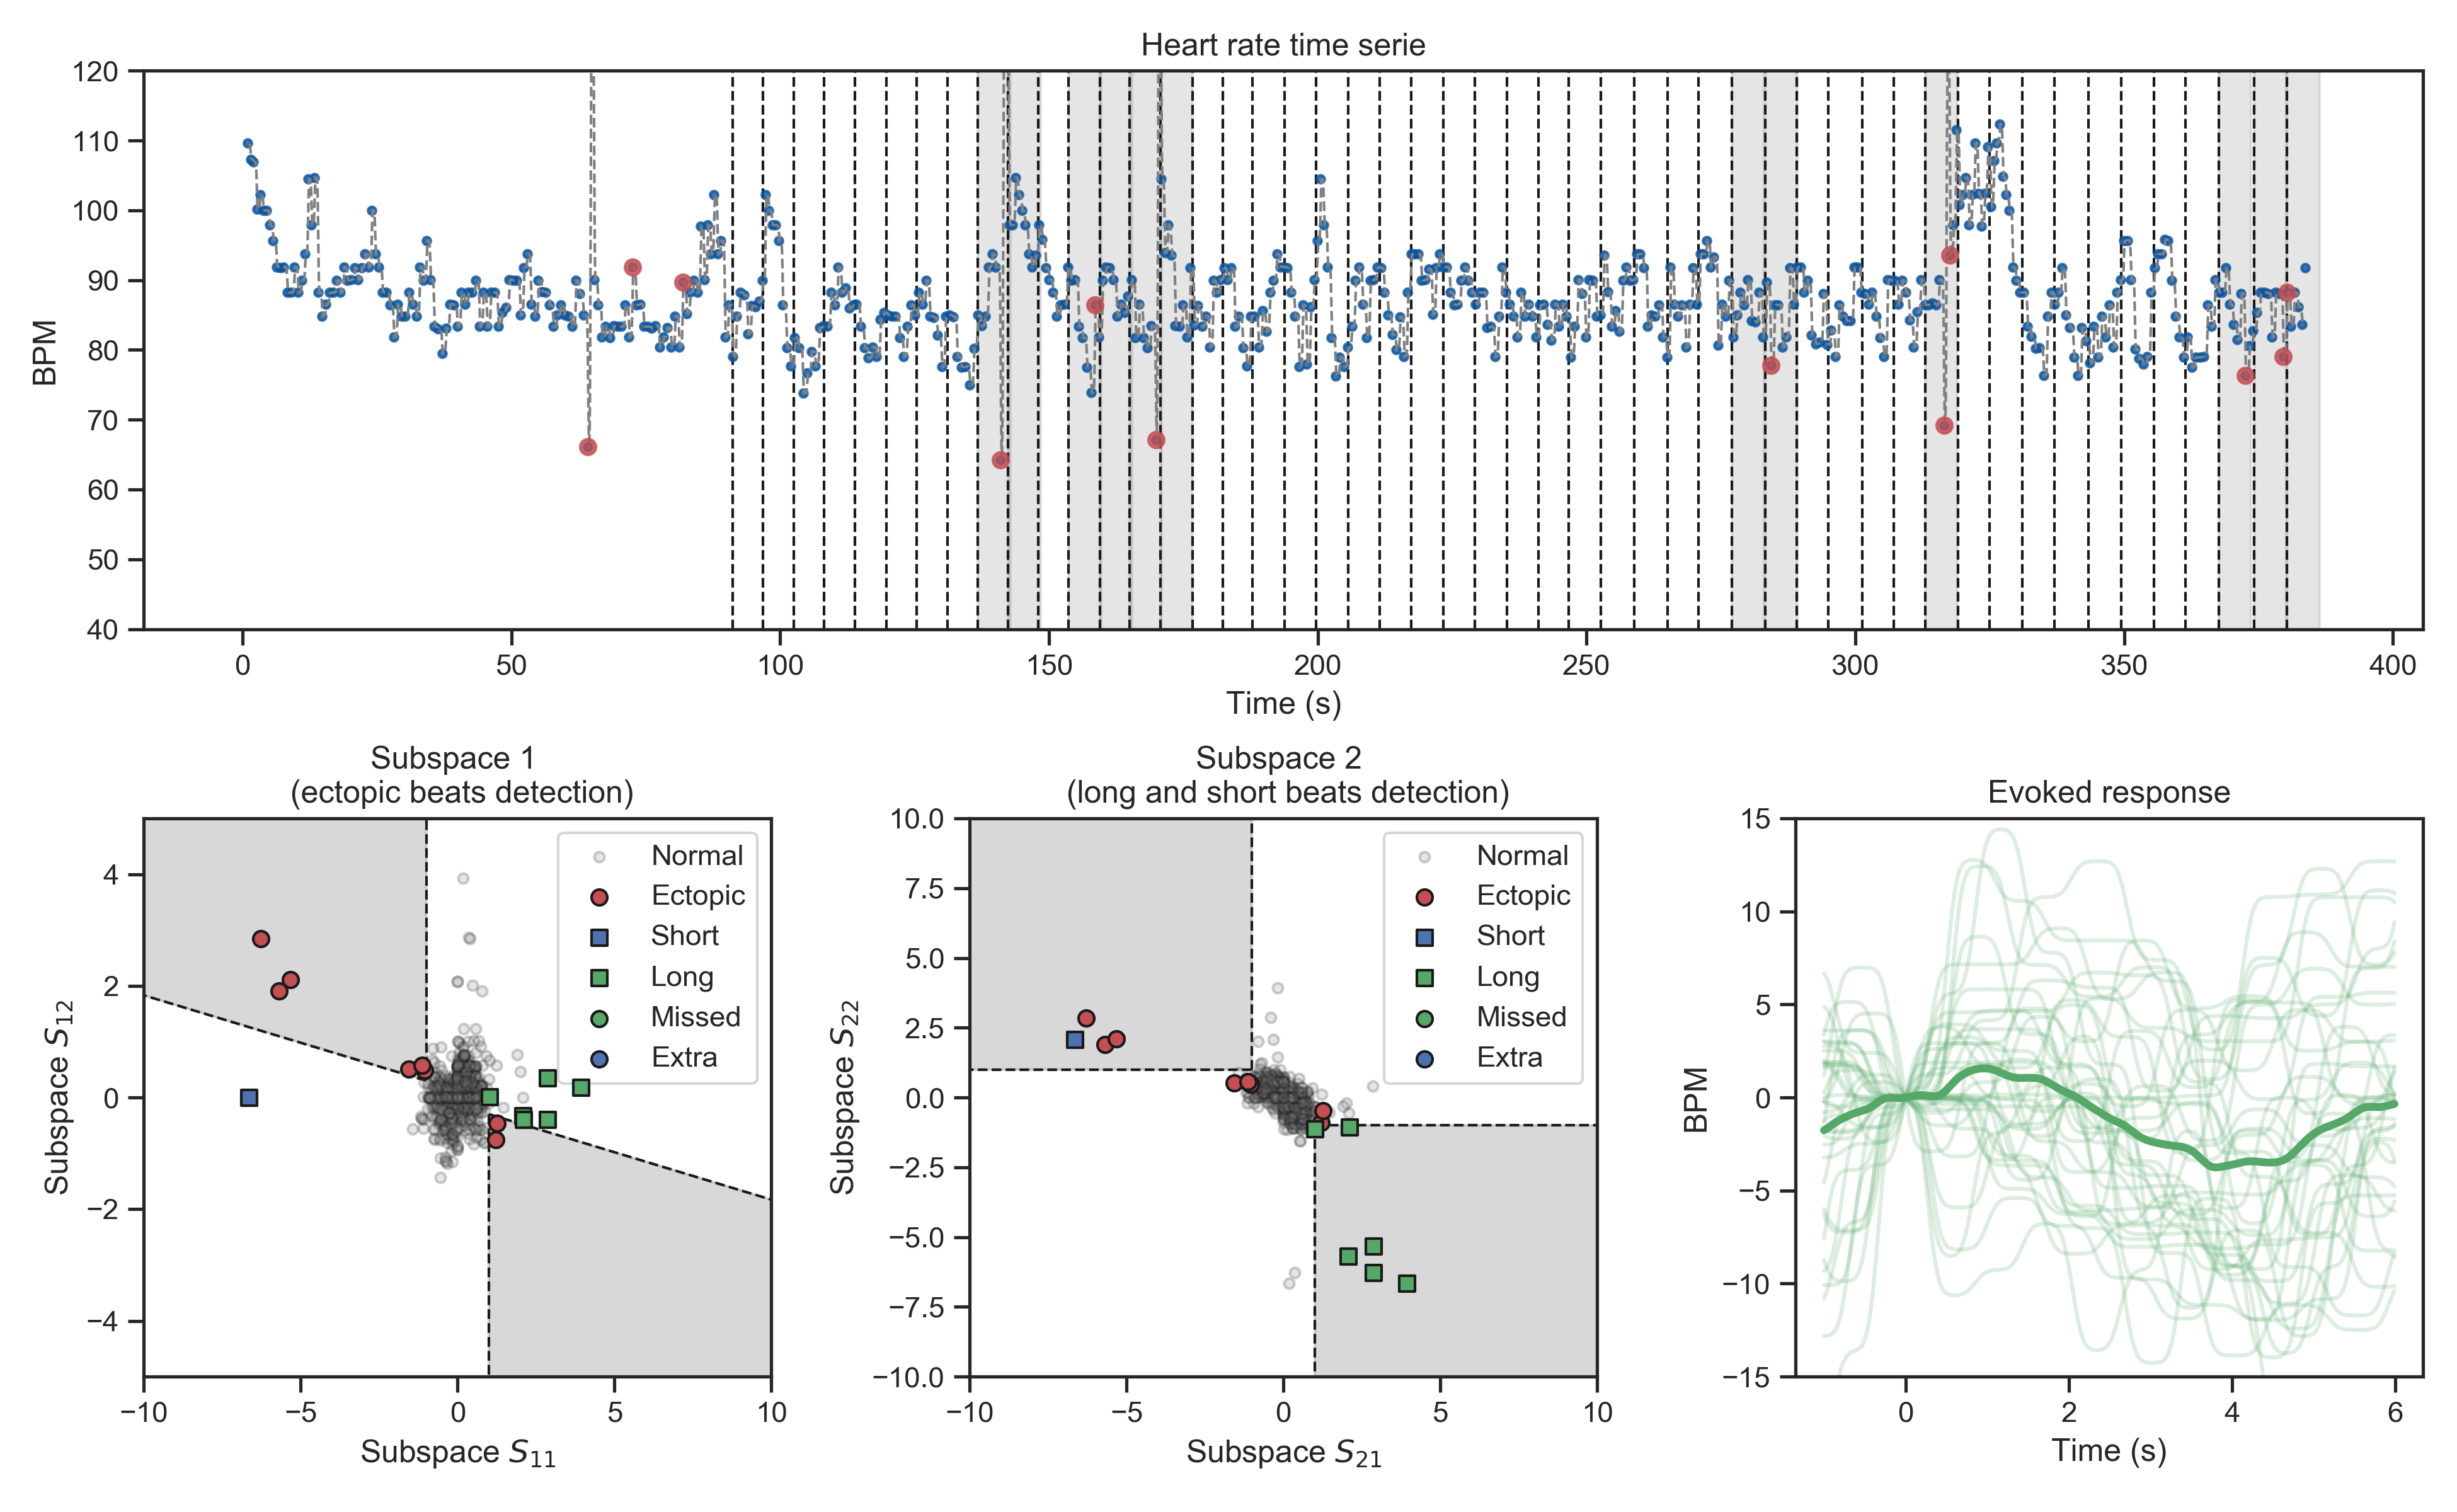 Heart rate time serie
120
110
100
90
80
70
60
50
40
BPM
0 50 100 150 200 250 300 350 400
Time (s)
Subspace 1
(ectopic beats detection)
4
2
0
−2
−4
Subspace S12
−10 −5 0 5 10
Subspace S11
Normal
Ectopic
Short
Long
Missed
Extra
Subspace 2
(long and short beats detection)
10.0
7.5
5.0
2.5
0.0
−2.5
−5.0
−7.5
−10.0
Subspace S22
−10 −5 0 5 10
Subspace S21
Normal
Ectopic
Short
Long
Missed
Extra
Evoked response
15
10
5
0
−5
−10
−15
BPM
0 2 4 6
Time (s)